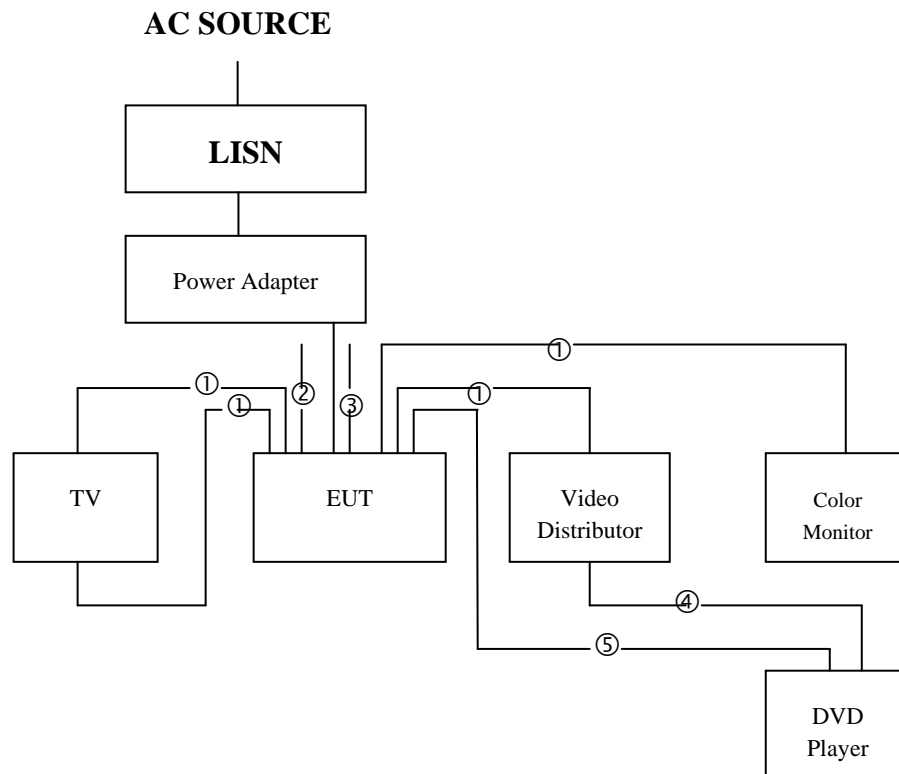 AC SOURCE
LISN
Power Adapter
①
①
②
③
①
①
TV
EUT
Video
Distributor
Color
Monitor
④
⑤
DVD
Player